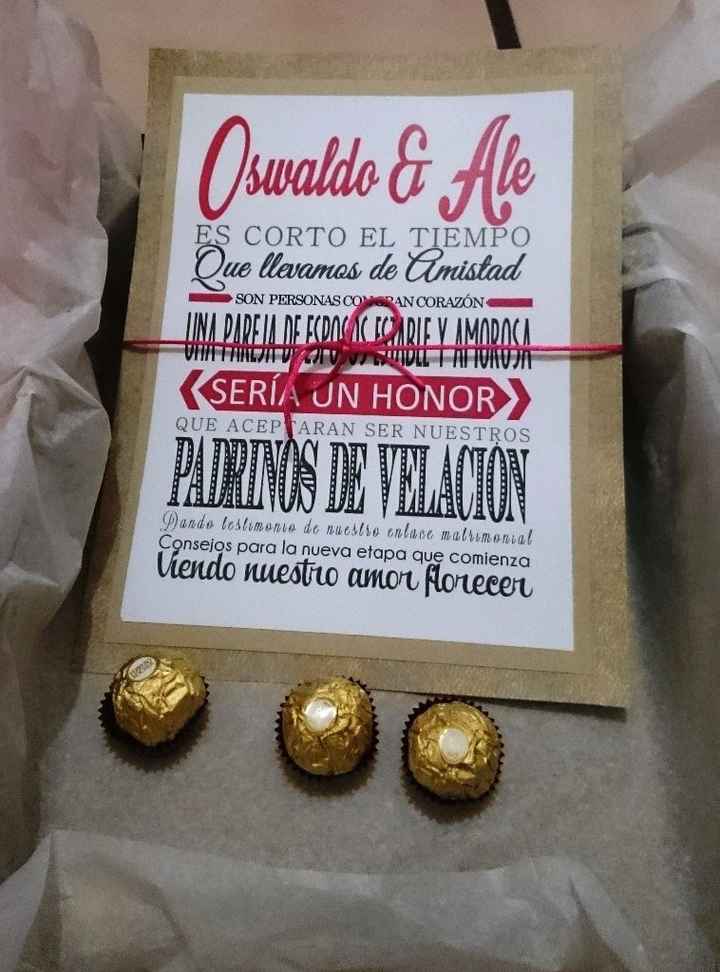 Oswaldo & Ale
ES CORTO EL TIEMPO
Que llevamos de Amistad
SON PERSONAS CON GRAN CORAZÓN
UNA PAREJA DE ESPOSOS ESTABLE Y AMOROSA
SERÍA UN HONOR
QUE ACEPTARAN SER NUESTROS
PADRINOS DE VELACIÓN
Dando testimonio de nuestro enlace matrimonial
Consejos para la nueva etapa que comienza
Viendo nuestro amor florecer